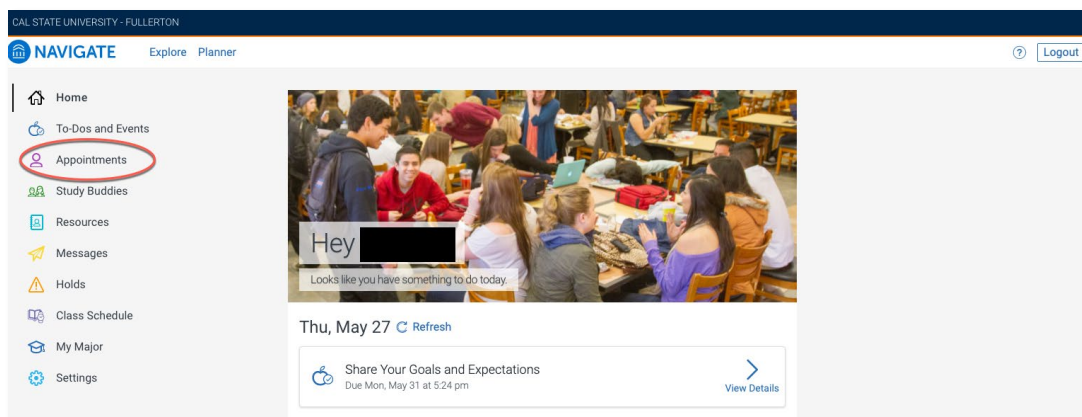 CAL STATE UNIVERSITY - FULLERTON
NAVIGATE Explore Planner ? Logout
Home
To-Dos and Events
Appointments
Study Buddies
Resources
Messages
Holds
Class Schedule
My Major
Settings
Hey
Looks like you have something to do today.
Thu, May 27 Refresh
Share Your Goals and Expectations
Due Mon, May 31 at 5:24 pm
View Details